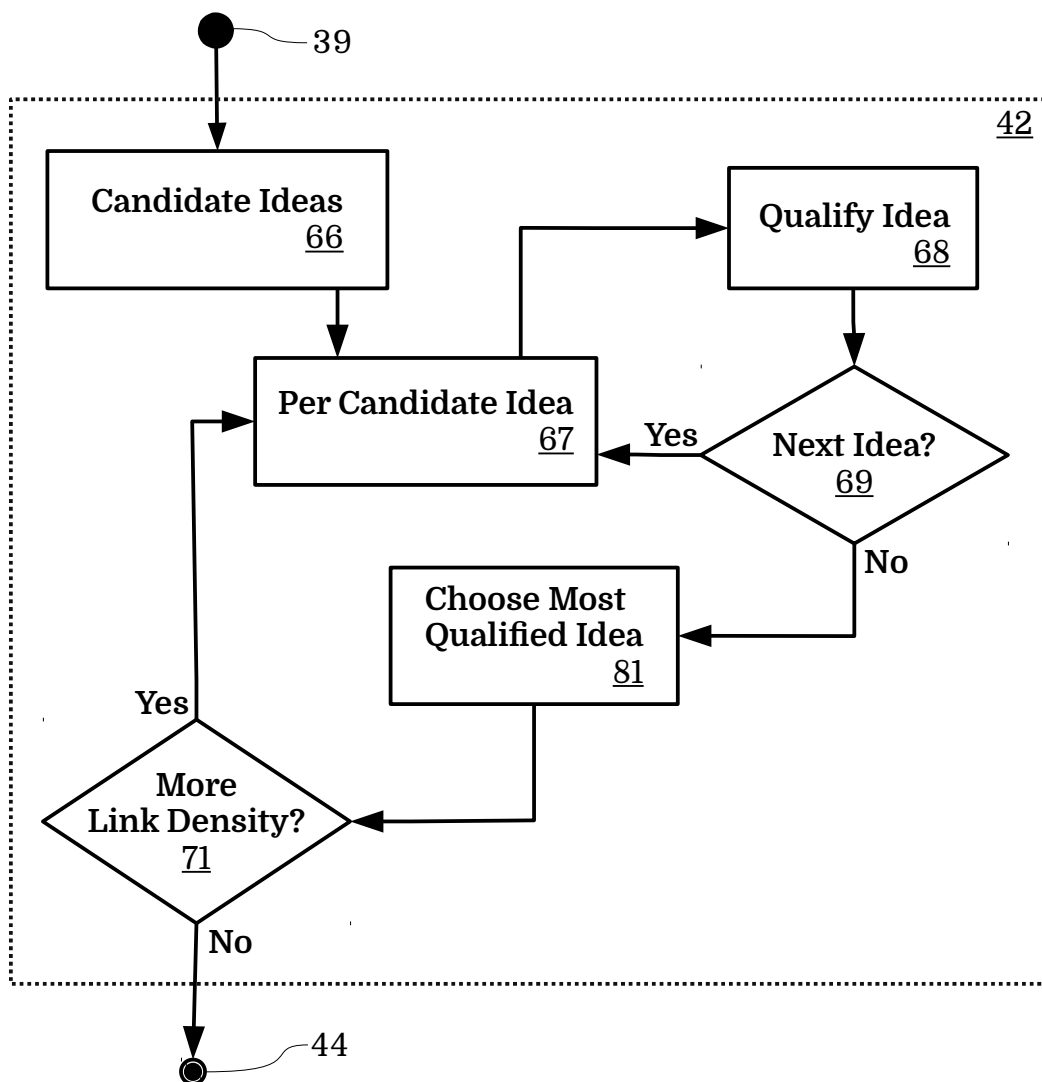 39
42
Candidate Ideas
66
Qualify Idea
68
Per Candidate Idea
67
Yes
Next Idea?
69
No
Choose Most
Qualified Idea
81
Yes
More
Link Density?
71
No
44